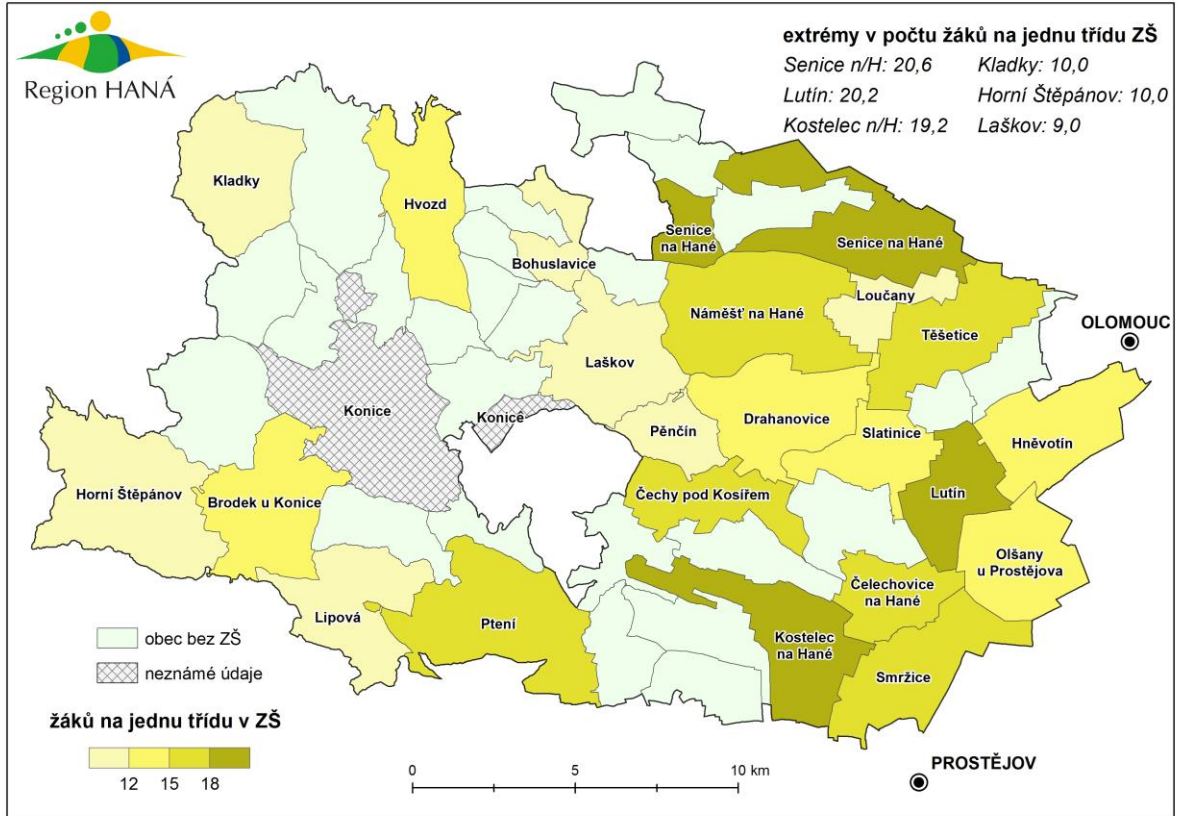 Region HANÁ
extrémy v počtu žáků na jednu třídu ZŠ
Senice n/H: 20,6 Kladky: 10,0
Lutín: 20,2 Horní Štěpánov: 10,0
Kostelec n/H: 19,2 Laškov: 9,0
Kladky
Hvozd
Senice
na Hané
Senice na Hané
Bohuslavice
Loučany
Náměšť na Hané
OLOMOUC
Těšetice
Laškov
Konice
Konice
Drahanovice
Pěnčín
Slatinice
Hněvotín
Horní Štěpánov
Brodek u Konice
Čechy pod Kosířem
Lutín
Olšany
u Prostějova
Čelechovice
na Hané
Lipová
Ptení
Kostelec
na Hané
Smržice
obec bez ZŠ
neznámé údaje
žáků na jednu třídu v ZŠ
12 15 18
0 5 10 km
PROSTĚJOV